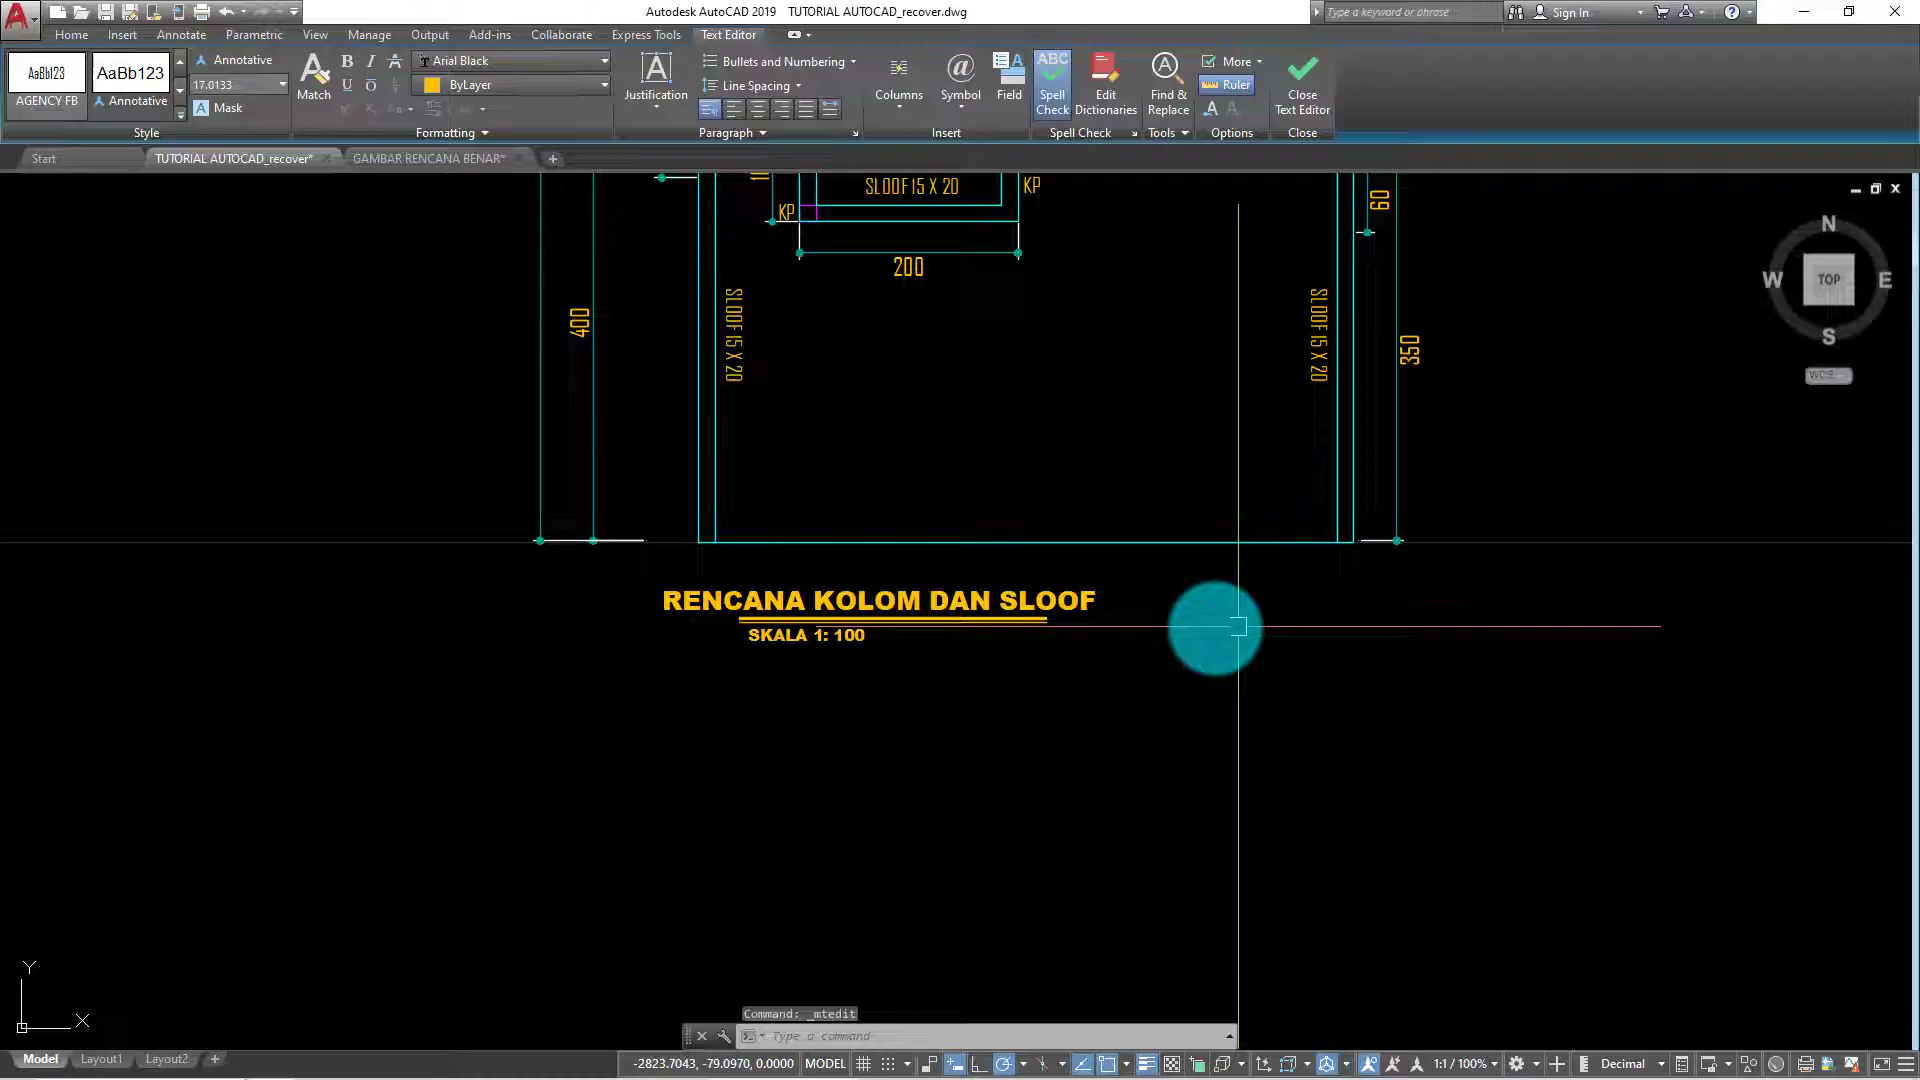 Autodesk AutoCAD 2019 TUTORIAL AUTOCAD_recover.dwg
Type a keyword or phrase
Sign In
Home Insert Annotate Parametric View Manage Output Add-ins Collaborate Express Tools Text Editor
AaBb123 AaBb123 Annotative
AGENCY FB Annotative
17.0133
Mask
Style
Match
B I A
U O
Arial Black
ByLayer
Formatting
Justification
Bullets and Numbering
Line Spacing
Paragraph
Columns
Symbol
Field
Insert
ABC
Spell Check
Edit Dictionaries
Spell Check
Find & Replace
Tools
More
Ruler
Options
Close Text Editor
Close
Start TUTORIAL AUTOCAD_recover* GAMBAR RENCANA BENAR*
SLOOF 15 X 20
KP
KP
60
200
400
SLOOF 15 X 20
SLOOF 15 X 20
350
N
W TOP E
S
WCS
RENCANA KOLOM DAN SLOOF
SKALA 1: 100
Y
X
Command: _mtedit
Type a command
Model Layout1 Layout2
-2823.7043, -79.0970, 0.0000 MODEL 1:1 / 100% Decimal